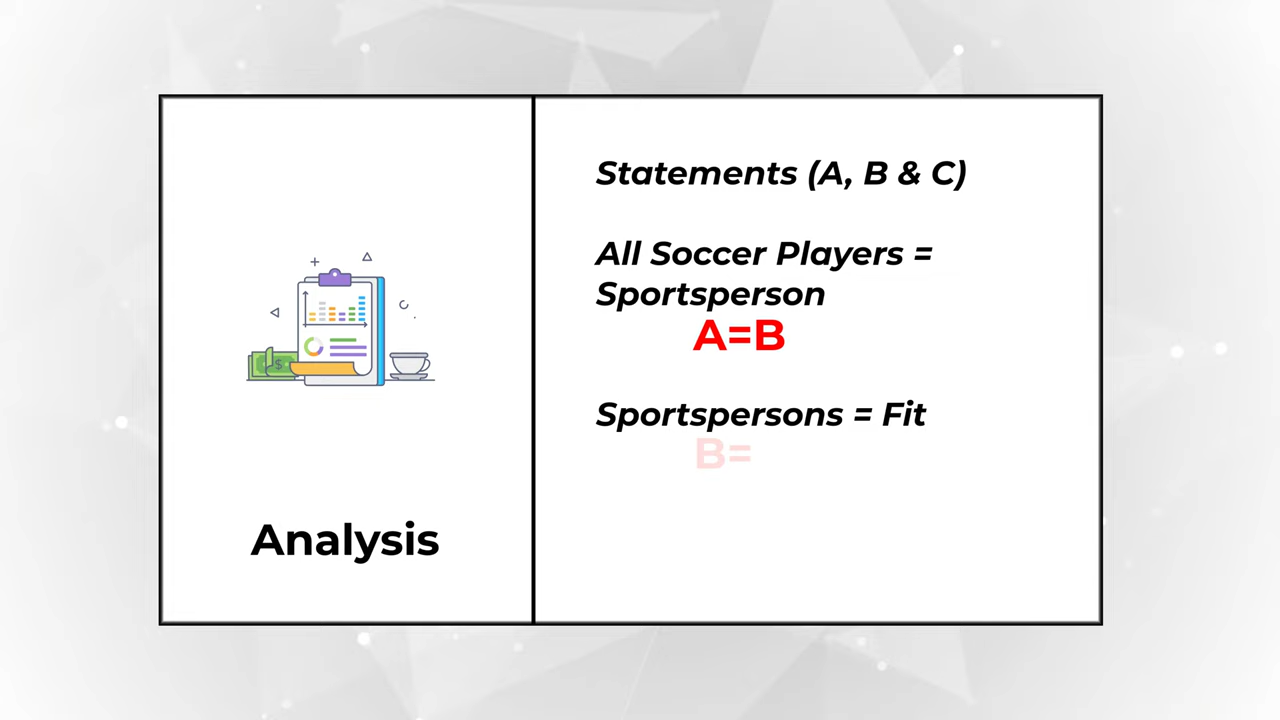 Statements (A, B & C)
All Soccer Players =
Sportsperson
A=B
Sportspersons = Fit
B=
Analysis